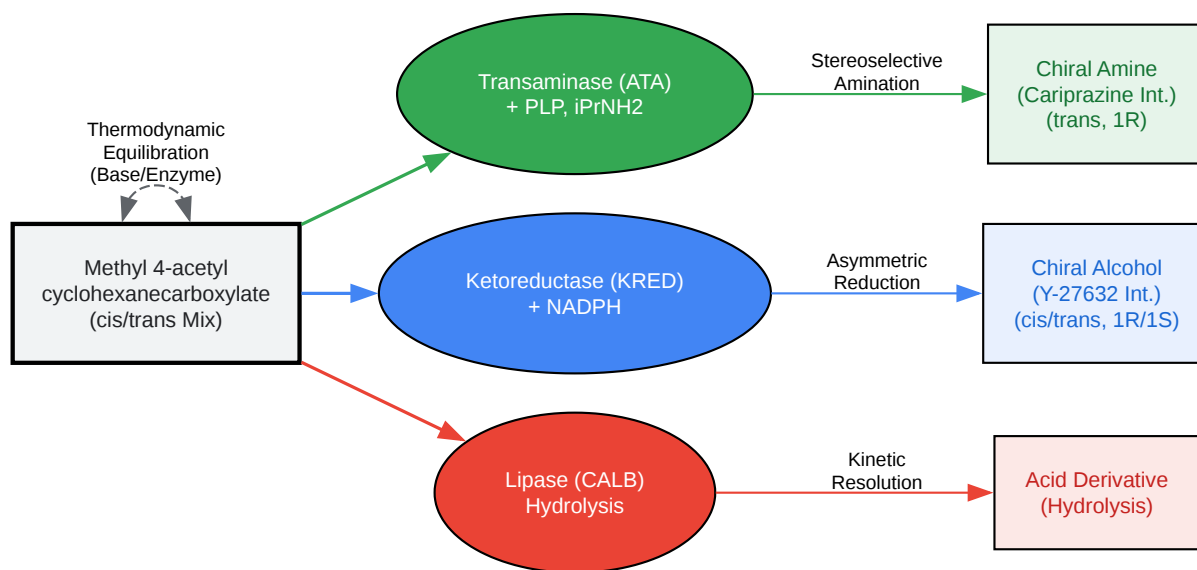 Thermodynamic
Equilibration
(Base/Enzyme)
Methyl 4-acetyl
cyclohexanecarboxylate
(cis/trans Mix)
Transaminase (ATA)
+ PLP, iPrNH2
Stereoselective
Amination
Chiral Amine
(Cariprazine Int.)
(trans, 1R)
Ketoreductase (KRED)
+ NADPH
Asymmetric
Reduction
Chiral Alcohol
(Y-27632 Int.)
(cis/trans, 1R/1S)
Lipase (CALB)
Hydrolysis
Kinetic
Resolution
Acid Derivative
(Hydrolysis)